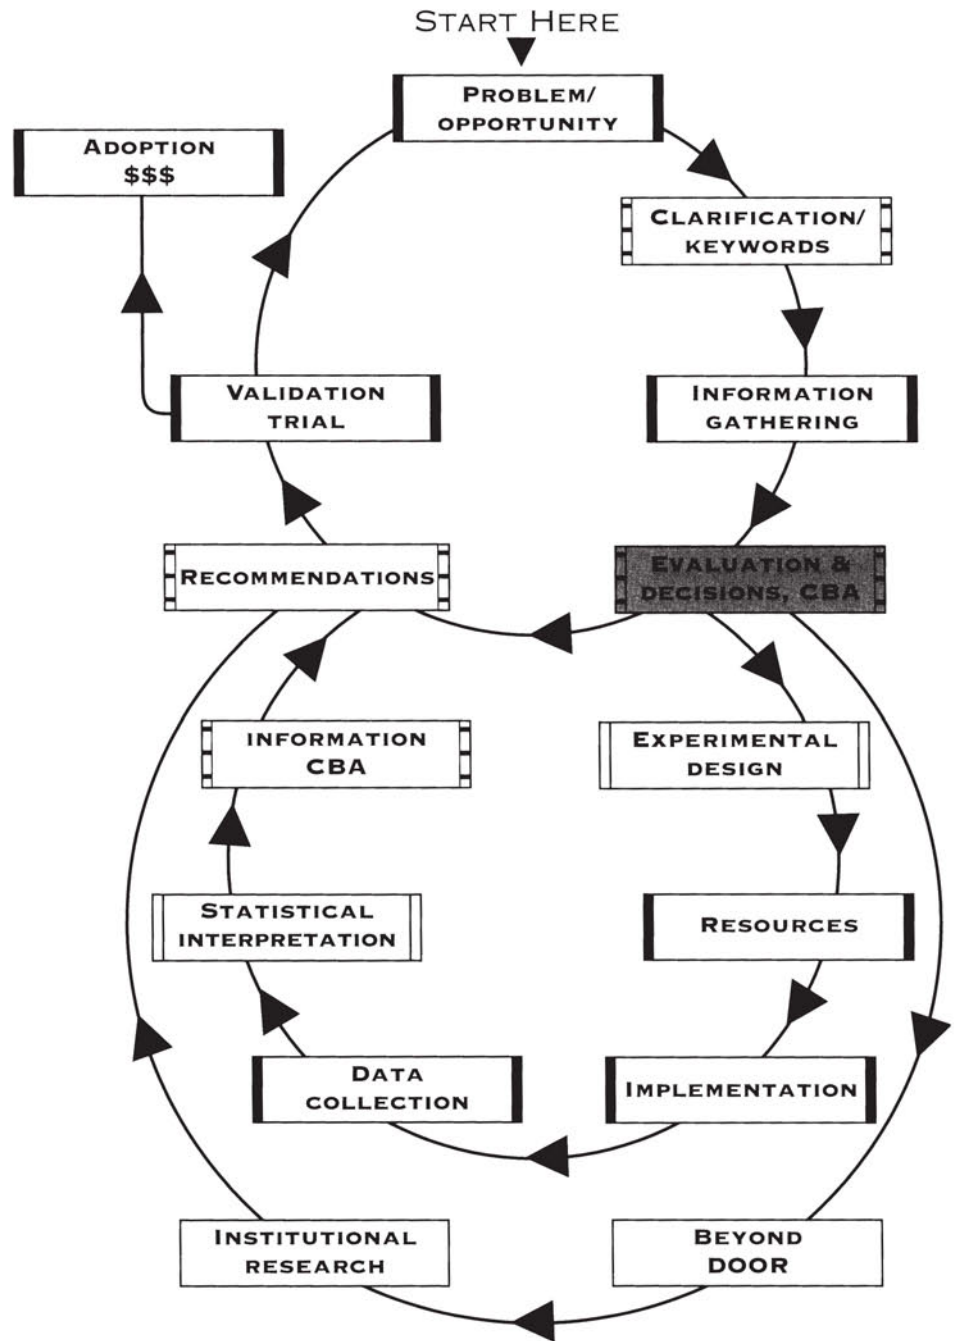 START HERE
PROBLEM/
OPPORTUNITY
ADOPTION
$$$
CLARIFICATION/
KEYWORDS
VALIDATION
TRIAL
INFORMATION
GATHERING
RECOMMENDATIONS
EVALUATION &
DECISIONS, CBA
INFORMATION
CBA
EXPERIMENTAL
DESIGN
STATISTICAL
INTERPRETATION
RESOURCES
DATA
COLLECTION
IMPLEMENTATION
INSTITUTIONAL
RESEARCH
BEYOND
DOOR